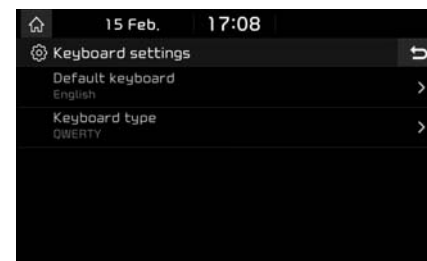 15 Feb. 17:08
Keyboard settings
Default keyboard
English
Keyboard type
QWERTY